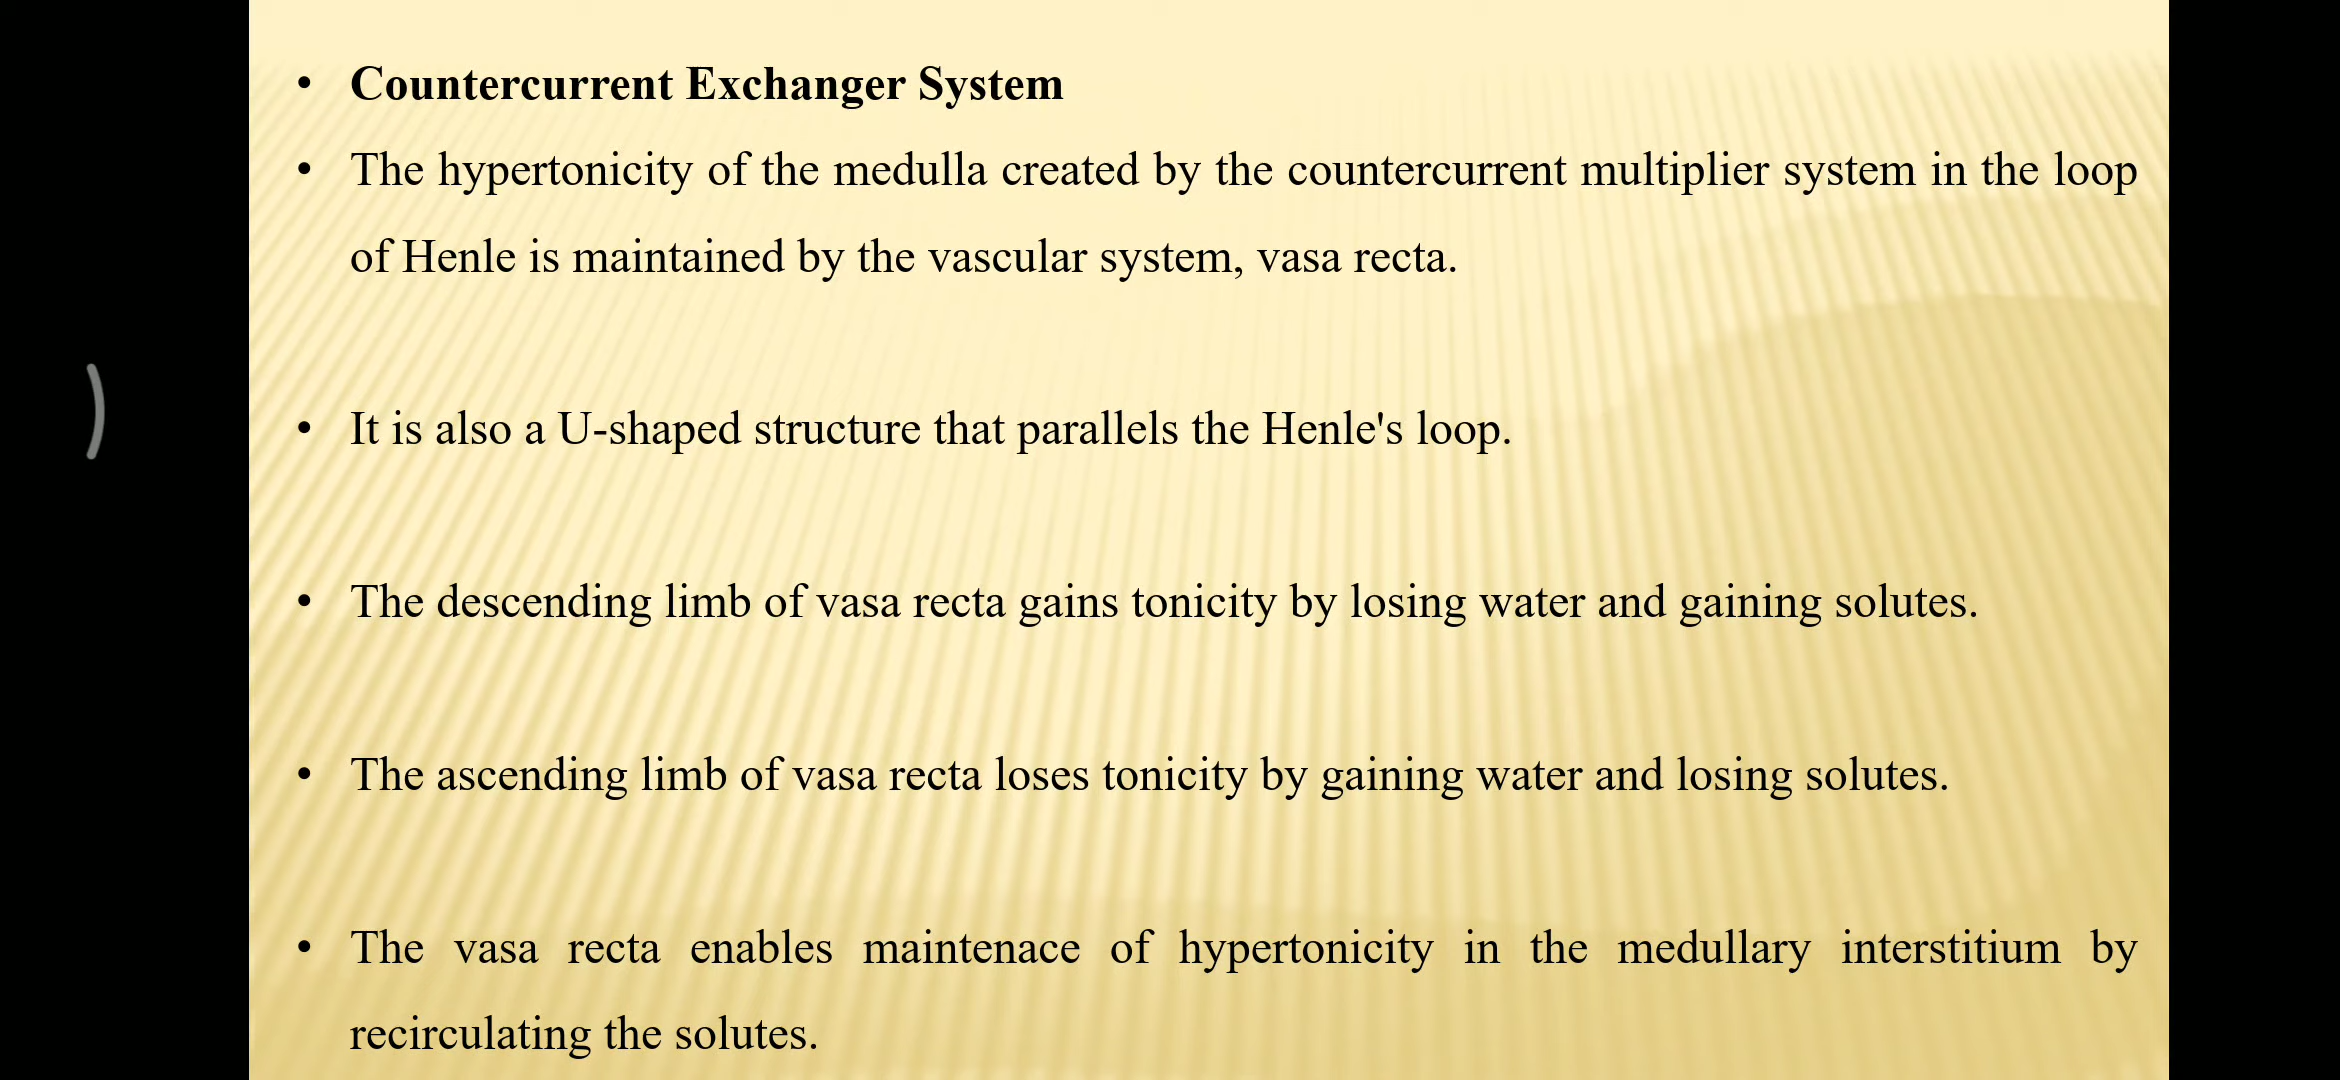 • Countercurrent Exchanger System
• The hypertonicity of the medulla created by the countercurrent multiplier system in the loop
of Henle is maintained by the vascular system, vasa recta.
• It is also a U-shaped structure that parallels the Henle's loop.
• The descending limb of vasa recta gains tonicity by losing water and gaining solutes.
• The ascending limb of vasa recta loses tonicity by gaining water and losing solutes.
• The vasa recta enables maintenace of hypertonicity in the medullary interstitium by
recirculating the solutes.